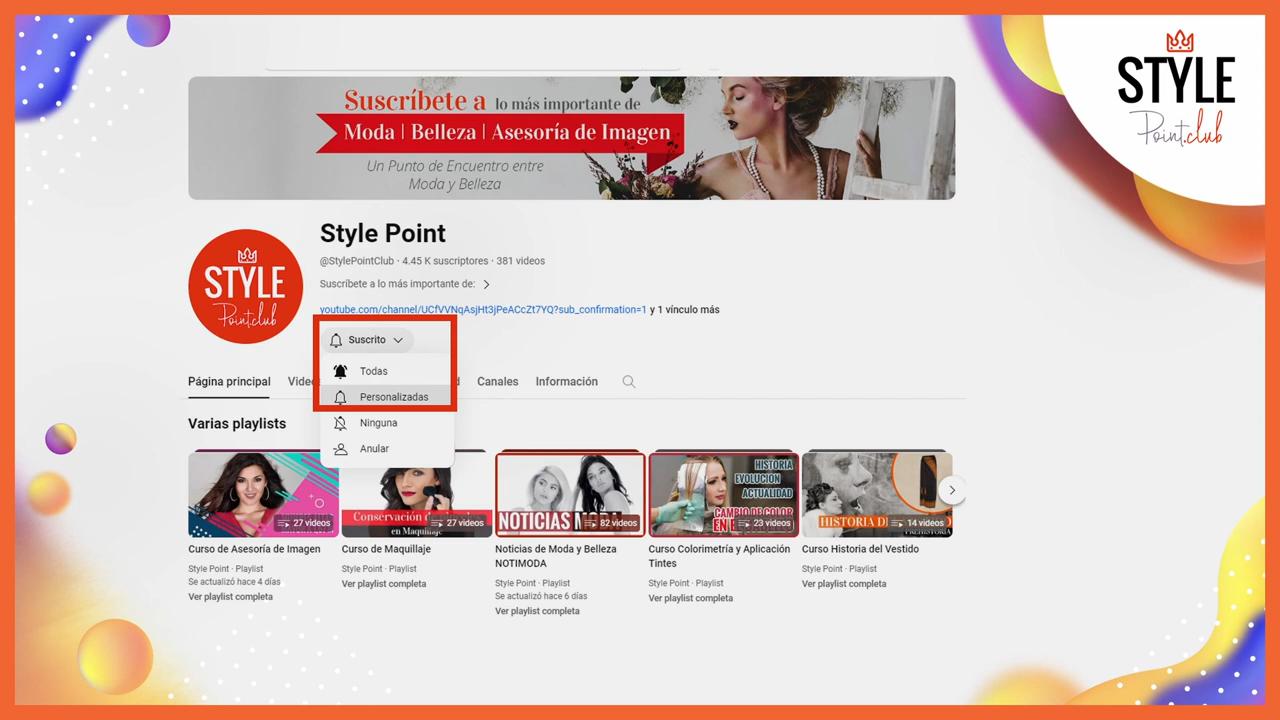 STYLE
Point.club
Suscríbete a lo más importante de
Moda | Belleza | Asesoría de Imagen
Un Punto de Encuentro entre
Moda y Belleza
STYLE
Point.club
Style Point
@StylePointClub · 4.45 K suscriptores · 381 videos
Suscríbete a lo más importante de:
youtube.com/channel/UCfVVNqAsjHt3jPeACcZt7YQ?sub_confirmation=1 y 1 vínculo más
Suscrito
Todas
Personalizadas
Ninguna
Anular
Página principal
Canales
Información
Varias playlists
27 videos
Conservación
en Maquillaje
27 videos
NOTICIAS
82 videos
HISTORIA
EVOLUCION
ACTUALIDAD
CAMBIO DE COLOR
23 videos
HISTORIA
14 videos
Curso de Asesoría de Imagen
Style Point · Playlist
Se actualizó hace 4 días
Ver playlist completa
Curso de Maquillaje
Style Point · Playlist
Ver playlist completa
Noticias de Moda y Belleza
NOTIMODA
Style Point · Playlist
Se actualizó hace 6 días
Ver playlist completa
Curso Colorimetría y Aplicación
Tintes
Style Point · Playlist
Ver playlist completa
Curso Historia del Vestido
Style Point · Playlist
Ver playlist completa